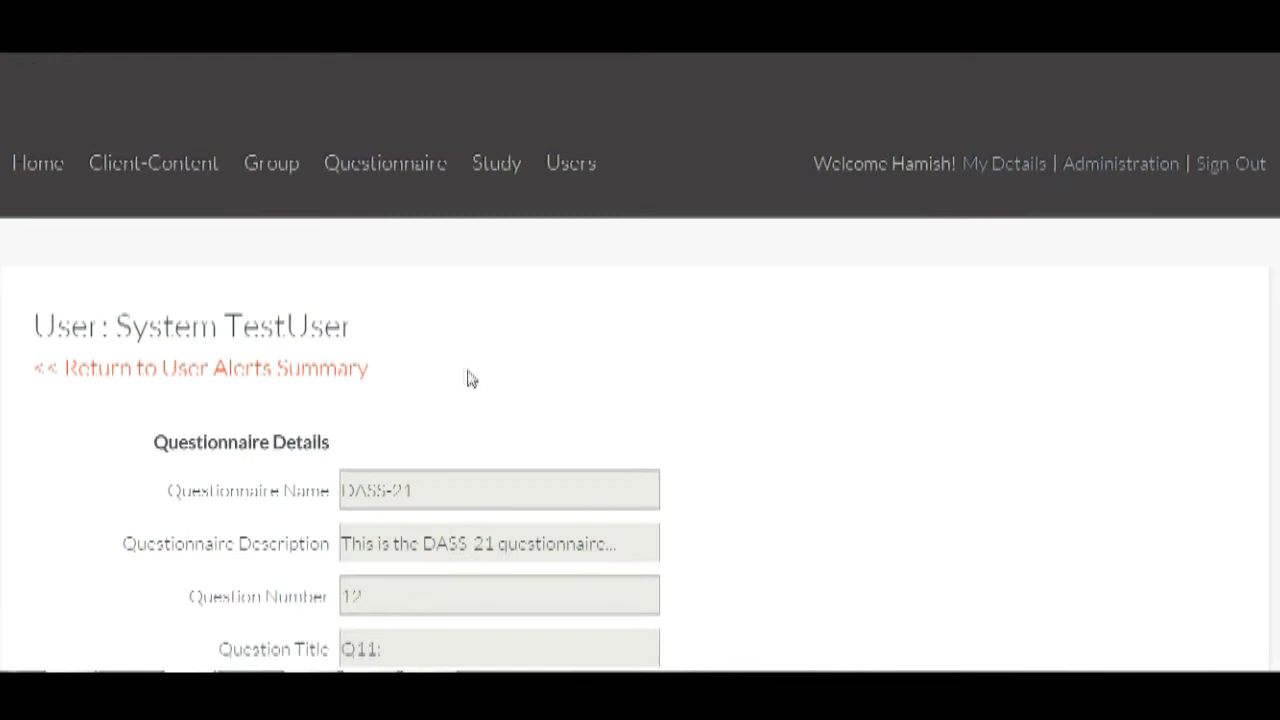 Home Client-Content Group Questionnaire Study Users Welcome Hamish! My Details | Administration | Sign Out
User: System TestUser
<< Return to User Alerts Summary
Questionnaire Details
Questionnaire Name DASS-21
Questionnaire Description This is the DASS-21 questionnaire...
Question Number 12
Question Title Q11: